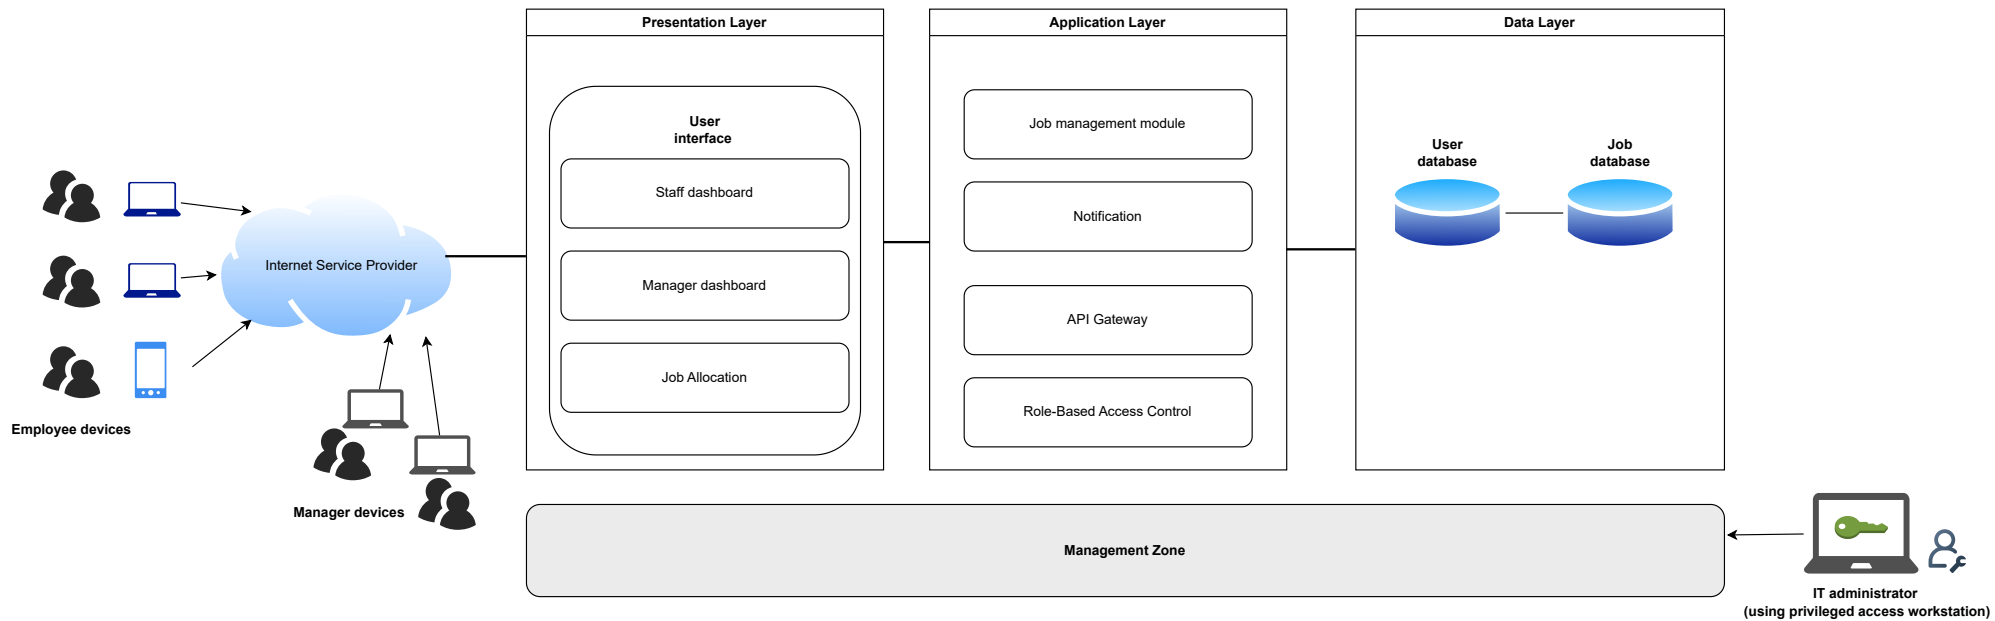 Presentation Layer
Application Layer
Data Layer
User
interface
Staff dashboard
Manager dashboard
Job Allocation
Job management module
Notification
API Gateway
Role-Based Access Control
User
database
Job
database
Internet Service Provider
Employee devices
Manager devices
Management Zone
IT administrator
(using privileged access workstation)